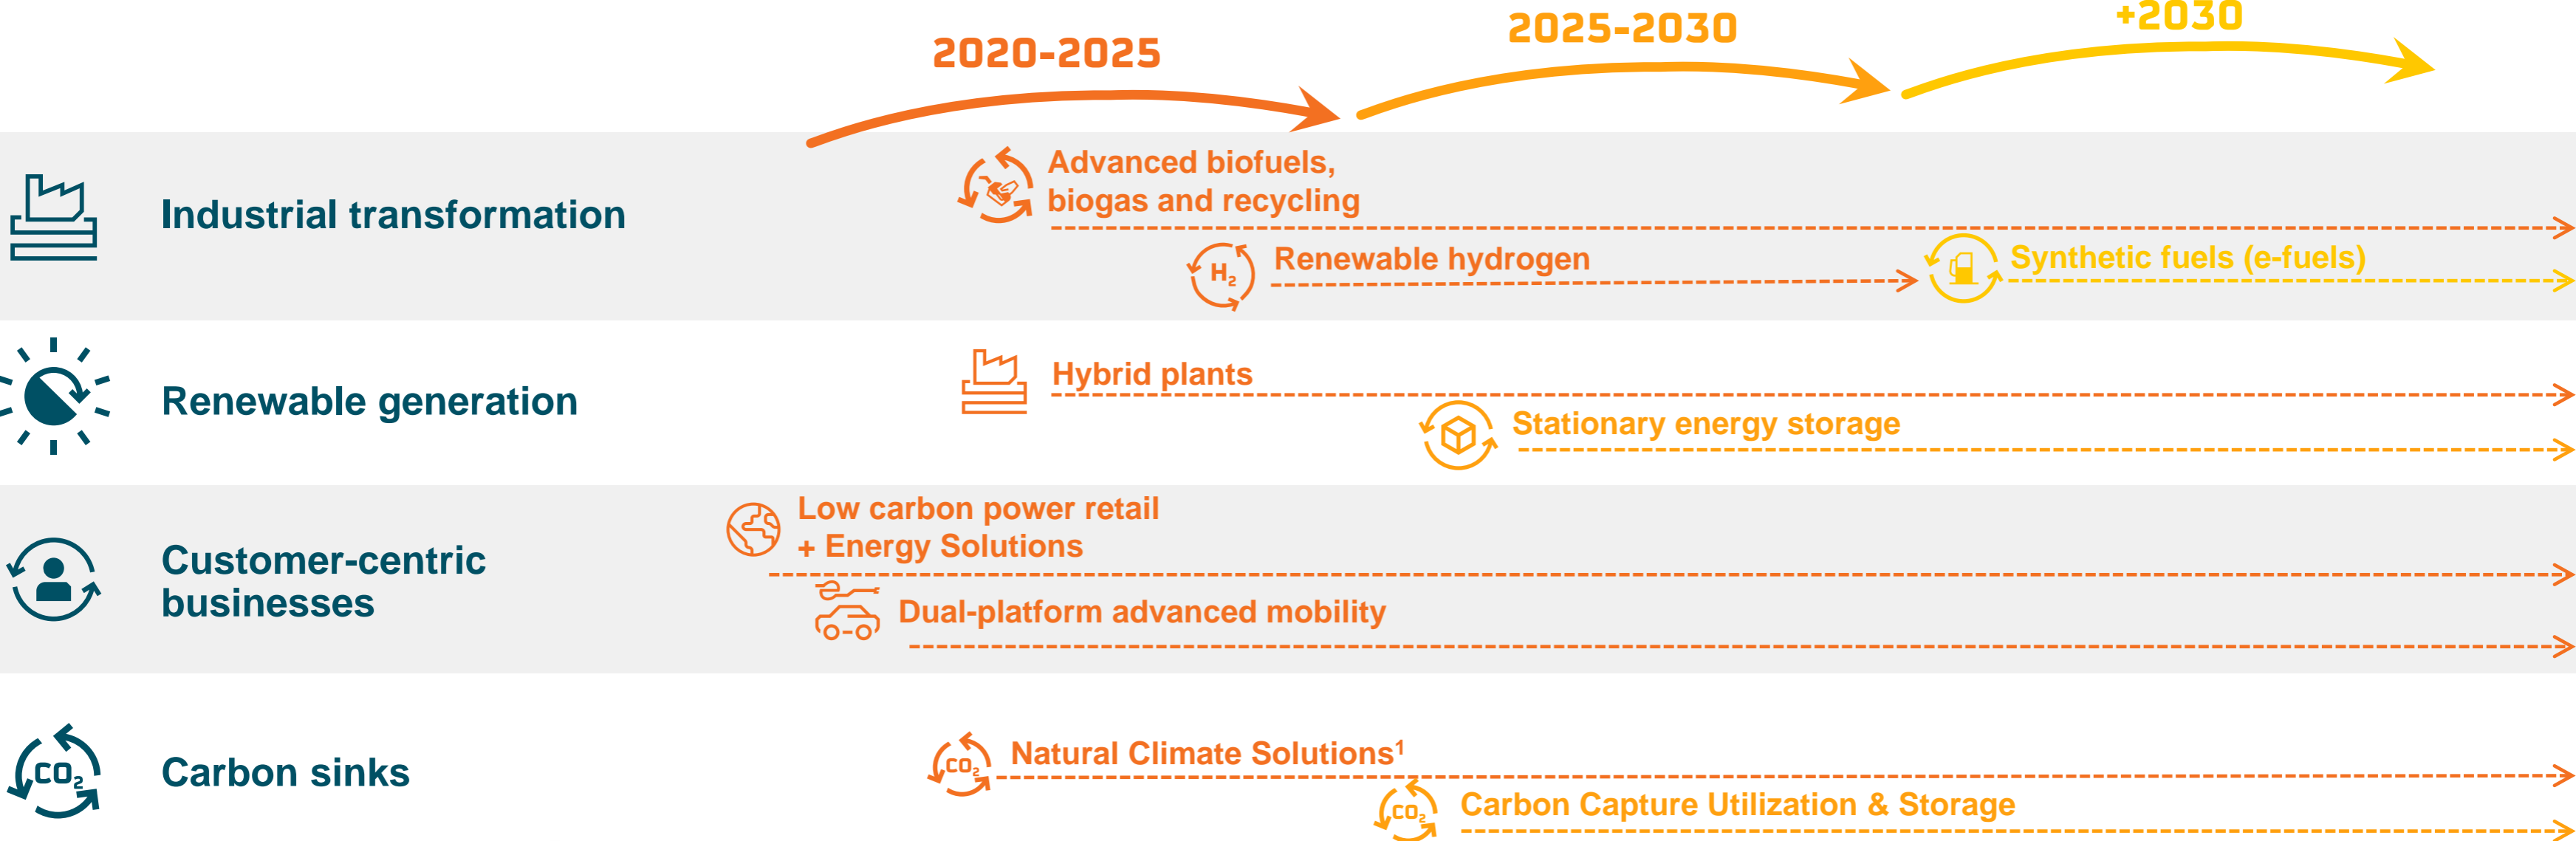 2020-2025
2025-2030
+2030
Industrial transformation
Advanced biofuels,
biogas and recycling
H₂
Renewable hydrogen
Synthetic fuels (e-fuels)
Renewable generation
Hybrid plants
Stationary energy storage
Customer-centric
businesses
Low carbon power retail
+ Energy Solutions
Dual-platform advanced mobility
CO₂
Carbon sinks
CO₂
Natural Climate Solutions¹
CO₂
Carbon Capture Utilization & Storage